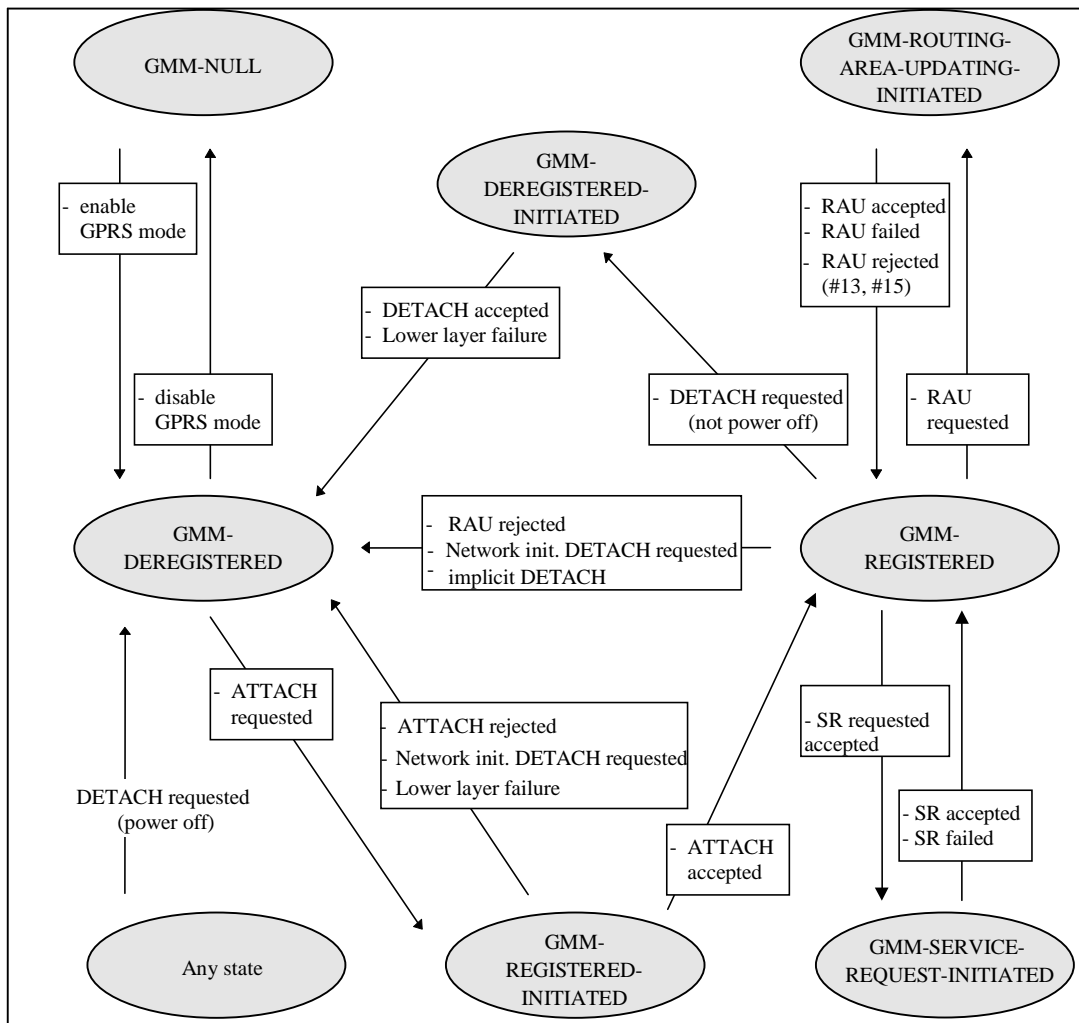 GMM-NULL
GMM-ROUTING-
AREA-UPDATING-
INITIATED
GMM-
DEREGISTERED-
INITIATED
- enable
GPRS mode
- RAU accepted
- RAU failed
- RAU rejected
(#13, #15)
- DETACH accepted
- Lower layer failure
- disable
GPRS mode
- DETACH requested
(not power off)
- RAU
requested
GMM-
DEREGISTERED
- RAU rejected
- Network init. DETACH requested
- implicit DETACH
GMM-
REGISTERED
- ATTACH
requested
- ATTACH rejected
- Network init. DETACH requested
- Lower layer failure
- SR requested
accepted
DETACH requested
(power off)
- ATTACH
accepted
- SR accepted
- SR failed
Any state
GMM-
REGISTERED-
INITIATED
GMM-SERVICE-
REQUEST-INITIATED